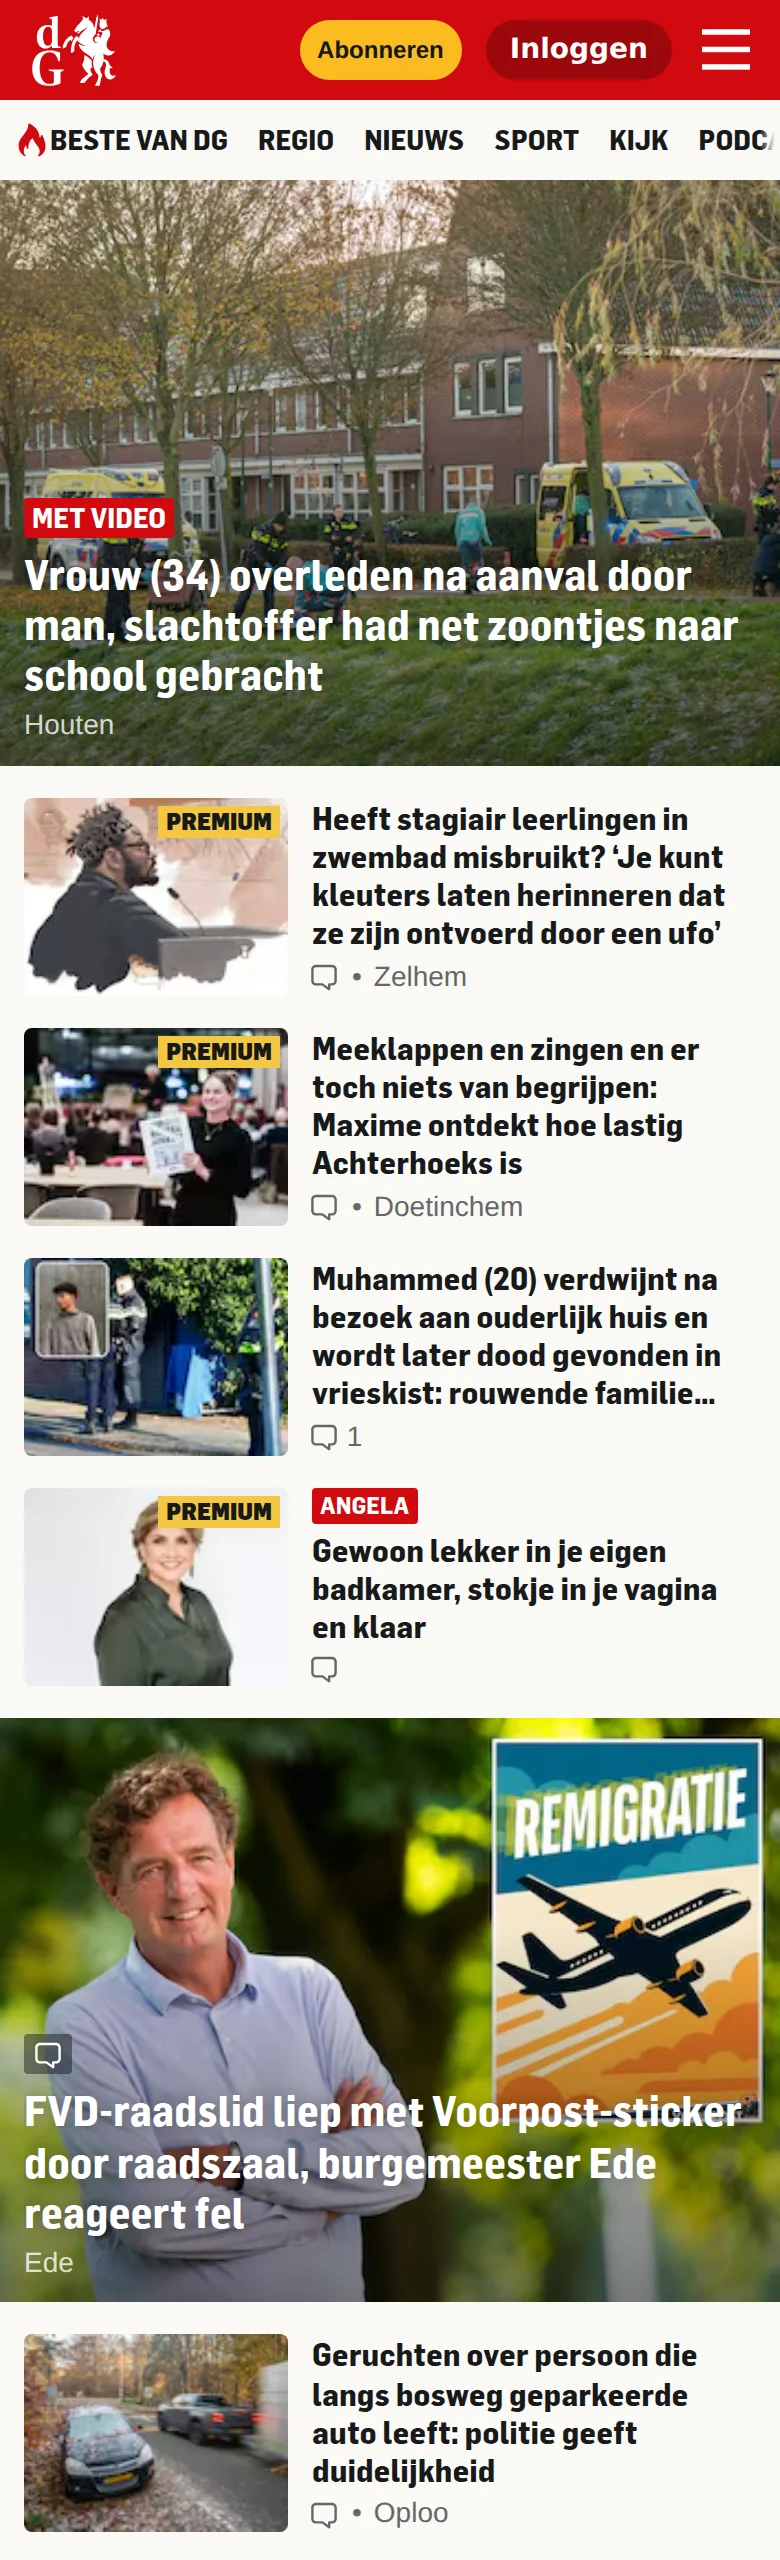 dG
Abonneren
Inloggen
BESTE VAN DG REGIO NIEUWS SPORT KIJK PODCA
MET VIDEO
Vrouw (34) overleden na aanval door
man, slachtoffer had net zoontjes naar
school gebracht
Houten
PREMIUM
Heeft stagiair leerlingen in
zwembad misbruikt? ‘Je kunt
kleuters laten herinneren dat
ze zijn ontvoerd door een ufo’
• Zelhem
PREMIUM
Meeklappen en zingen en er
toch niets van begrijpen:
Maxime ontdekt hoe lastig
Achterhoeks is
• Doetinchem
Muhammed (20) verdwijnt na
bezoek aan ouderlijk huis en
wordt later dood gevonden in
vrieskist: rouwende familie...
1
PREMIUM
ANGELA
Gewoon lekker in je eigen
badkamer, stokje in je vagina
en klaar
REMIGRATIE
FVD-raadslid liep met Voorpost-sticker
door raadszaal, burgemeester Ede
reageert fel
Ede
Geruchten over persoon die
langs bosweg geparkeerde
auto leeft: politie geeft
duidelijkheid
• Oploo